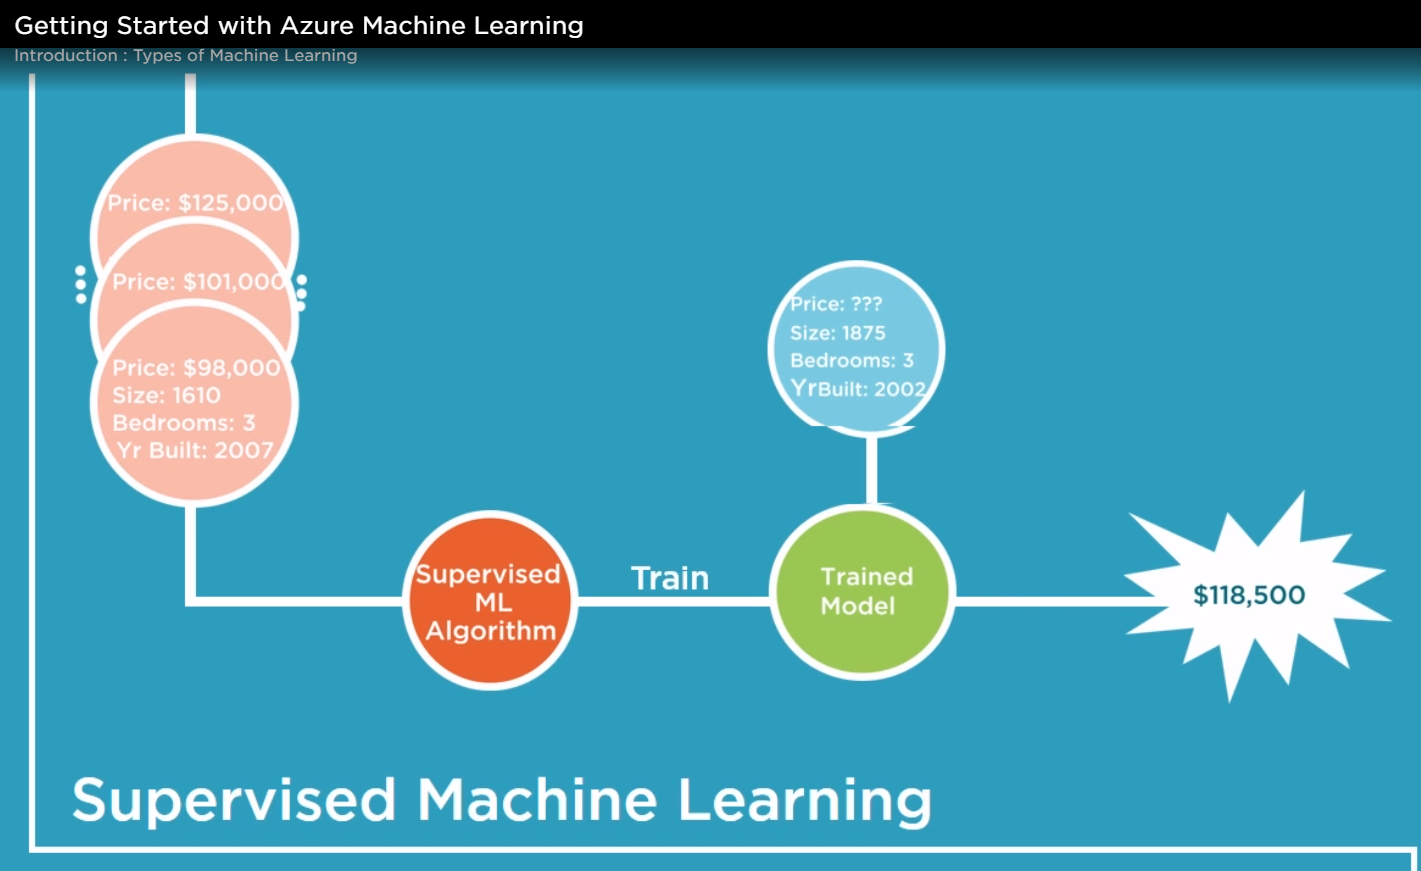 Getting Started with Azure Machine Learning
Introduction : Types of Machine Learning
Price: $125,000
Price: $101,000
Price: $98,000
Size: 1610
Bedrooms: 3
Yr Built: 2007
Supervised
ML
Algorithm
Train
Price: ???
Size: 1875
Bedrooms: 3
YrBuilt: 2002
Trained
Model
$118,500
Supervised Machine Learning